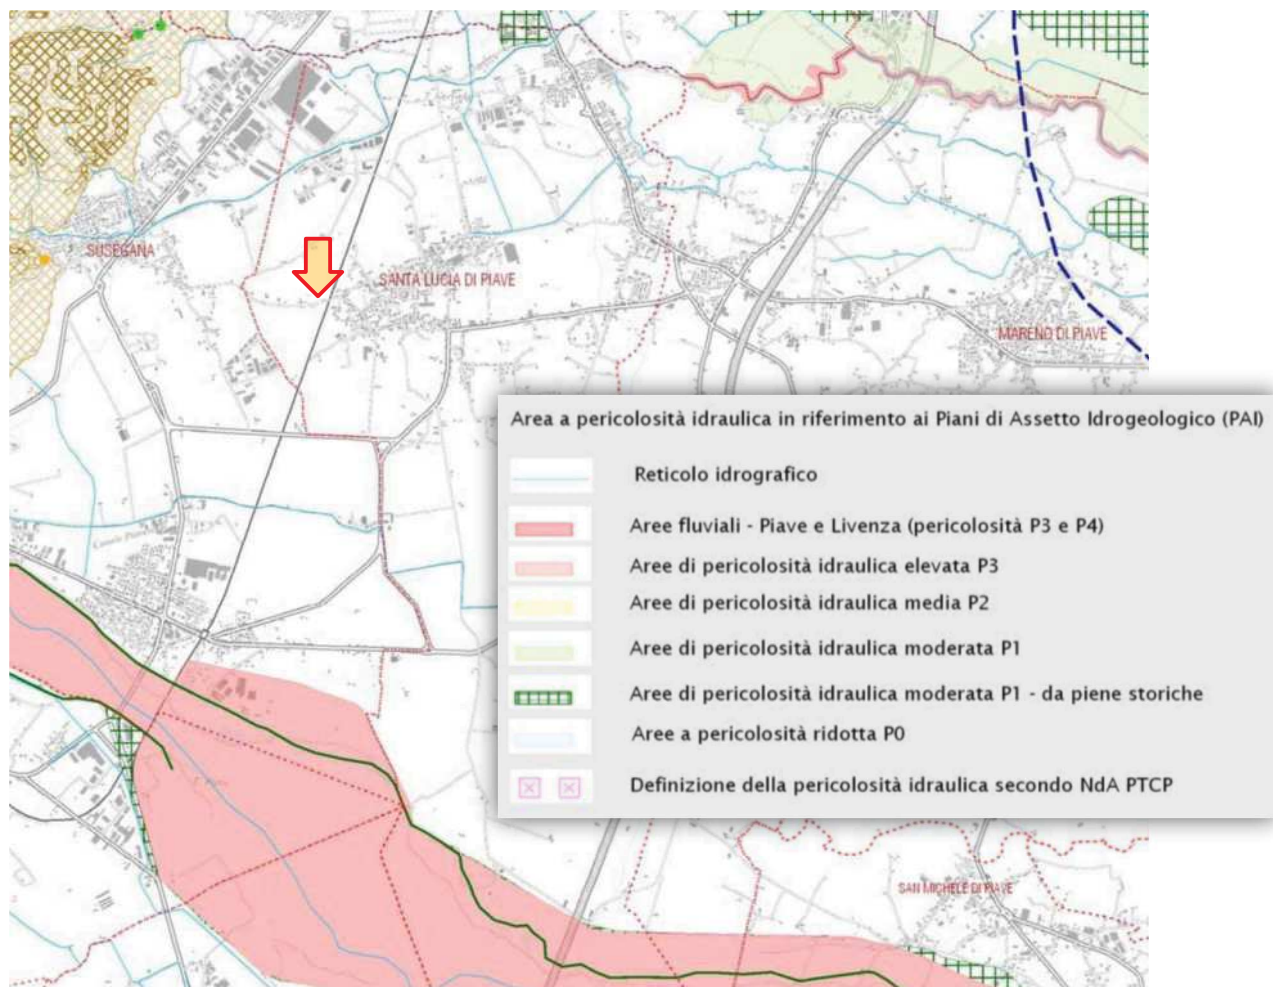 SUSEGANA
SANTA LUCIA DI PIAVE
MARENO DI PIAVE
Area a pericolosità idraulica in riferimento ai Piani di Assetto Idrogeologico (PAI)
Reticolo idrografico
Aree fluviali - Piave e Livenza (pericolosità P3 e P4)
Aree di pericolosità idraulica elevata P3
Aree di pericolosità idraulica media P2
Aree di pericolosità idraulica moderata P1
Aree di pericolosità idraulica moderata P1 - da piene storiche
Aree a pericolosità ridotta P0
Definizione della pericolosità idraulica secondo NdA PTCP
SAN MICHELE DI PIAVE